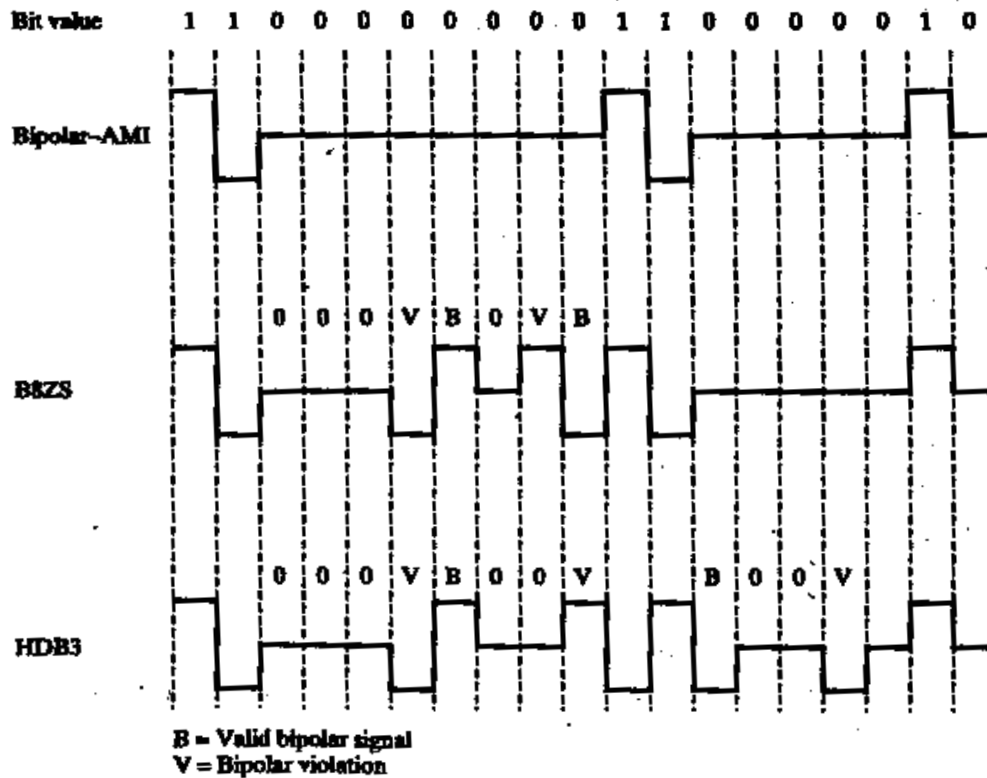 Bit value 1 1 0 0 0 0 0 0 0 0 1 1 0 0 0 0 0 1 0
Bipolar-AMI
0 0 0 V B 0 V B
B8ZS
0 0 0 V B 0 0 V B 0 0 V
HDB3
B = Valid bipolar signal
V = Bipolar violation